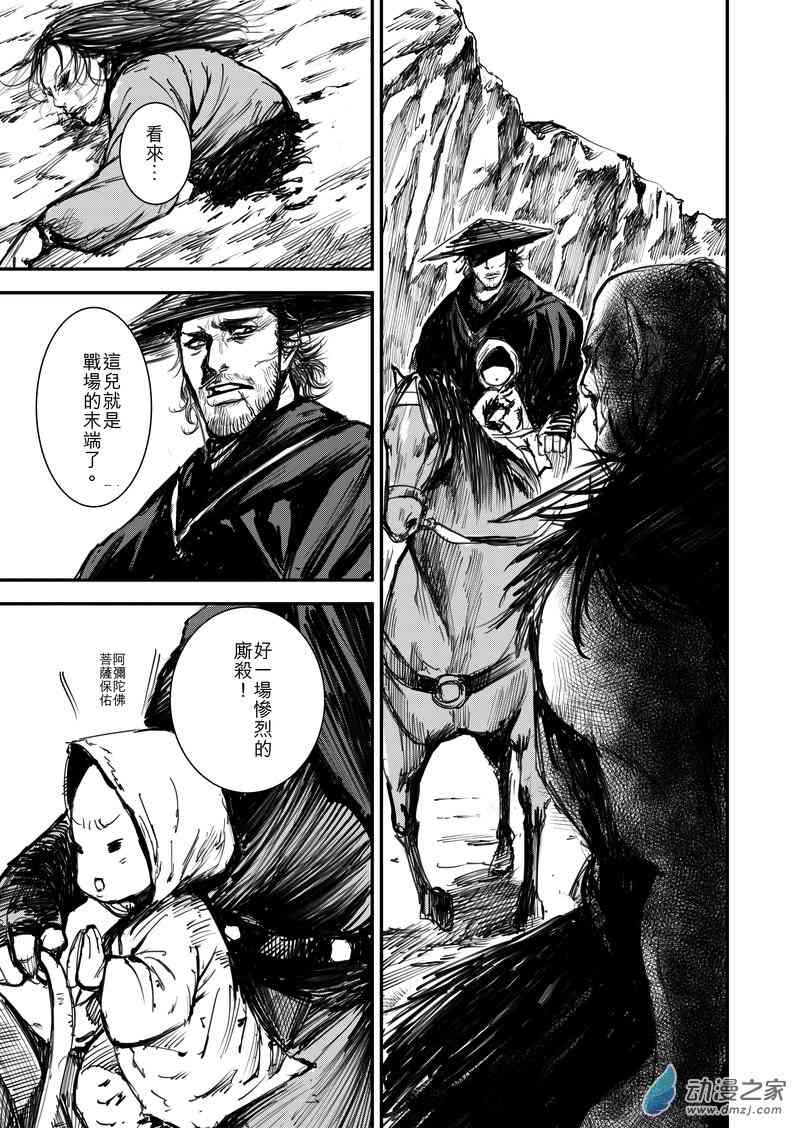 看來…
這兒就是
戰場的末端了。
好一場慘烈的
廝殺！
阿彌陀佛
菩薩保佑
动漫之家
www.dmzj.com